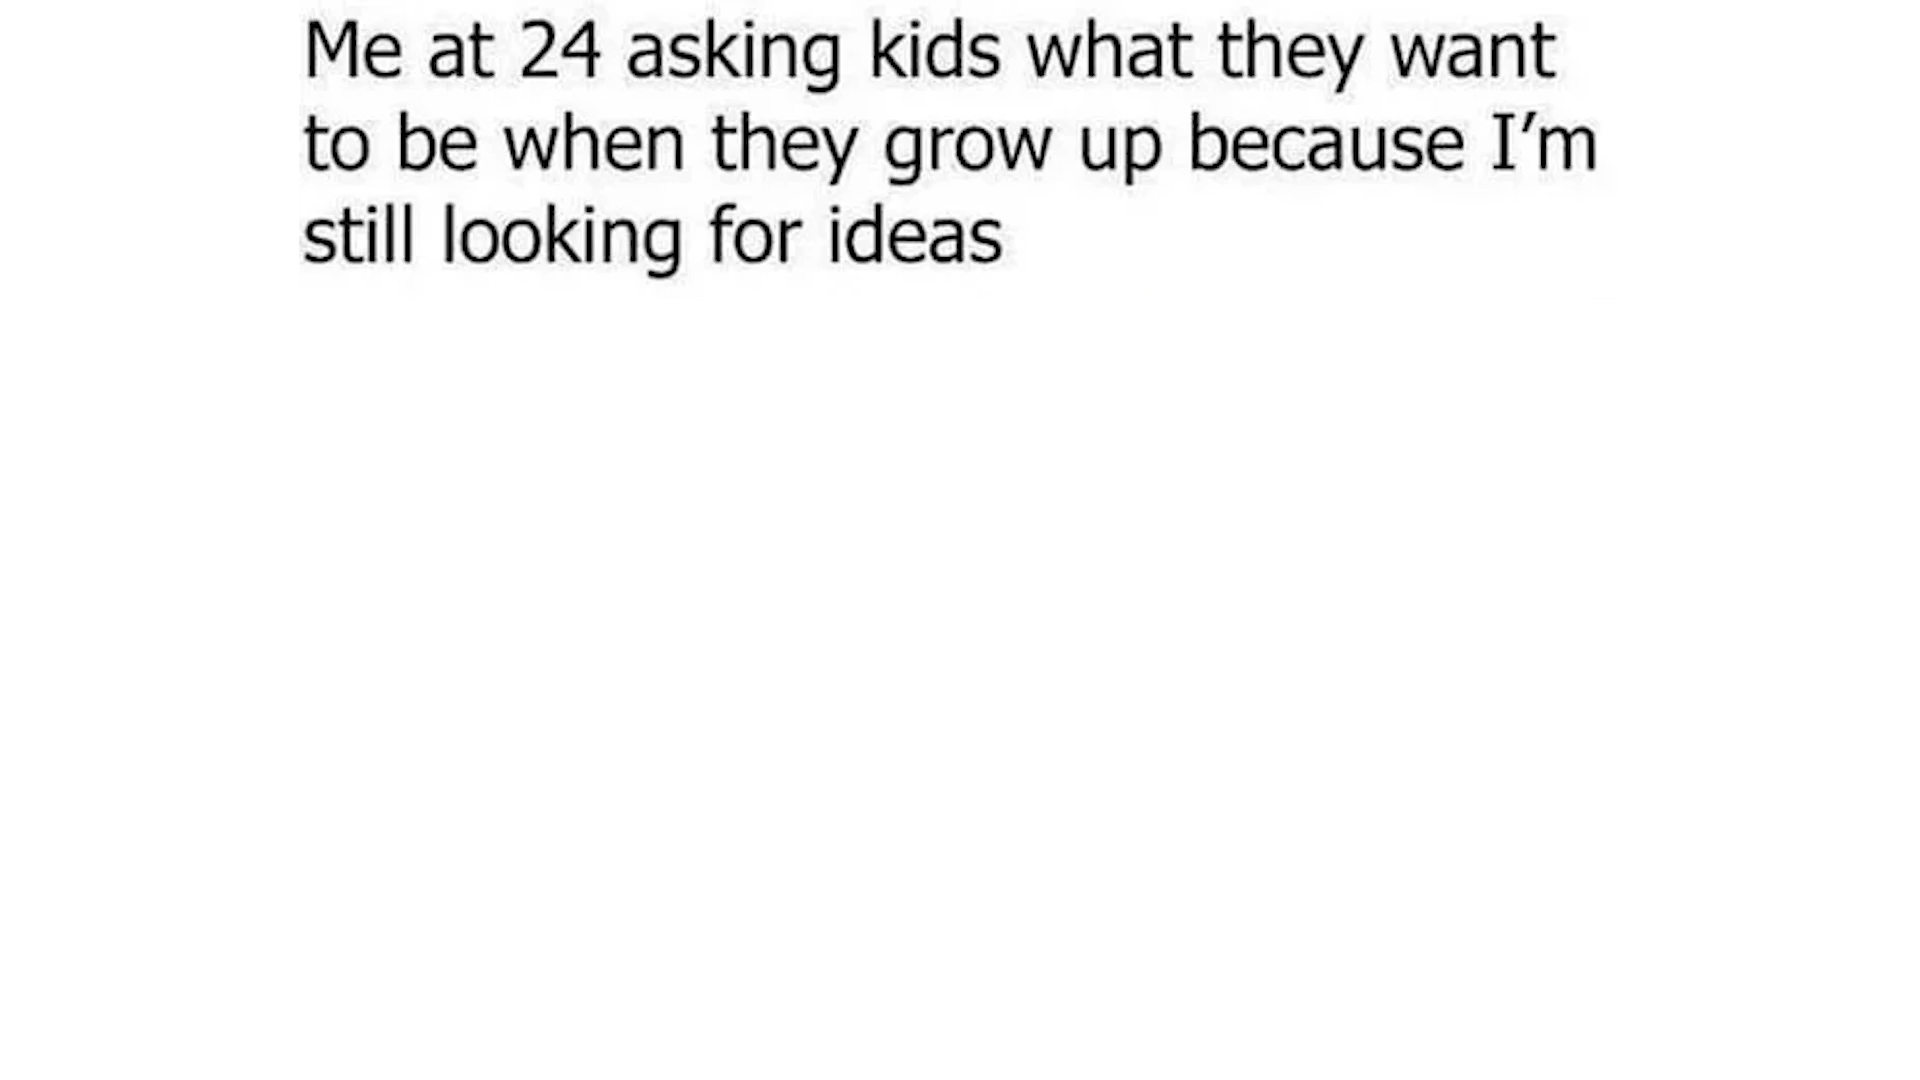 Me at 24 asking kids what they want
to be when they grow up because I’m
still looking for ideas